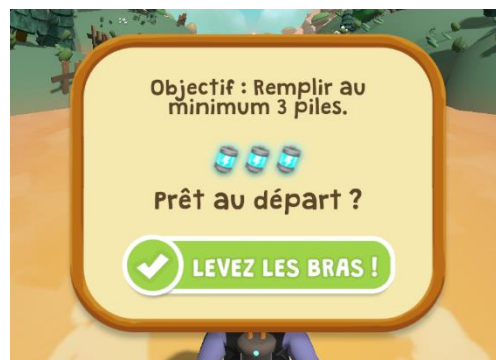 Objectif : Remplir au
minimum 3 piles.
Prêt au départ ?
LEVEZ LES BRAS !